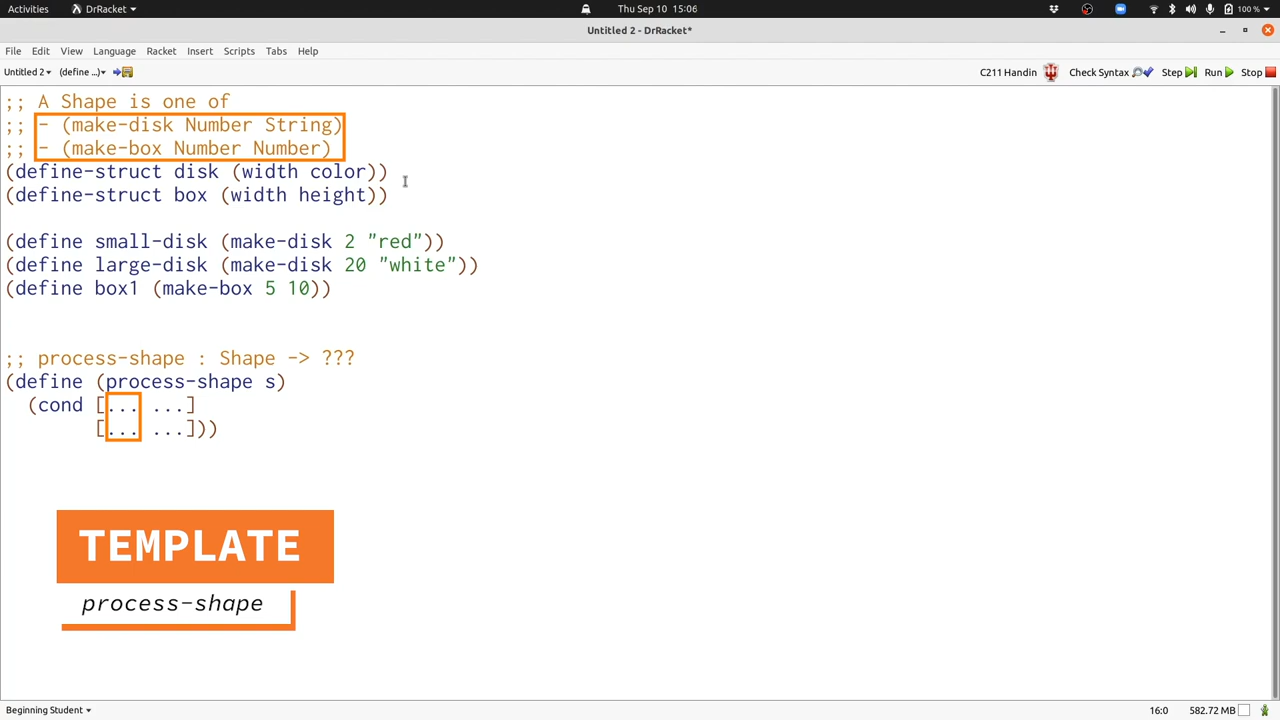 Activities DrRacket Thu Sep 10 15:06 100 %
Untitled 2 - DrRacket*
File Edit View Language Racket Insert Scripts Tabs Help
Untitled 2 (define ...) C211 Handin Check Syntax Step Run Stop
;; A Shape is one of
;; - (make-disk Number String)
;; - (make-box Number Number)
(define-struct disk (width color))
(define-struct box (width height))
(define small-disk (make-disk 2 "red"))
(define large-disk (make-disk 20 "white"))
(define box1 (make-box 5 10))
;; process-shape : Shape -> ???
(define (process-shape s)
(cond [... ...]
[... ...]))
TEMPLATE
process-shape
Beginning Student 16:0 582.72 MB